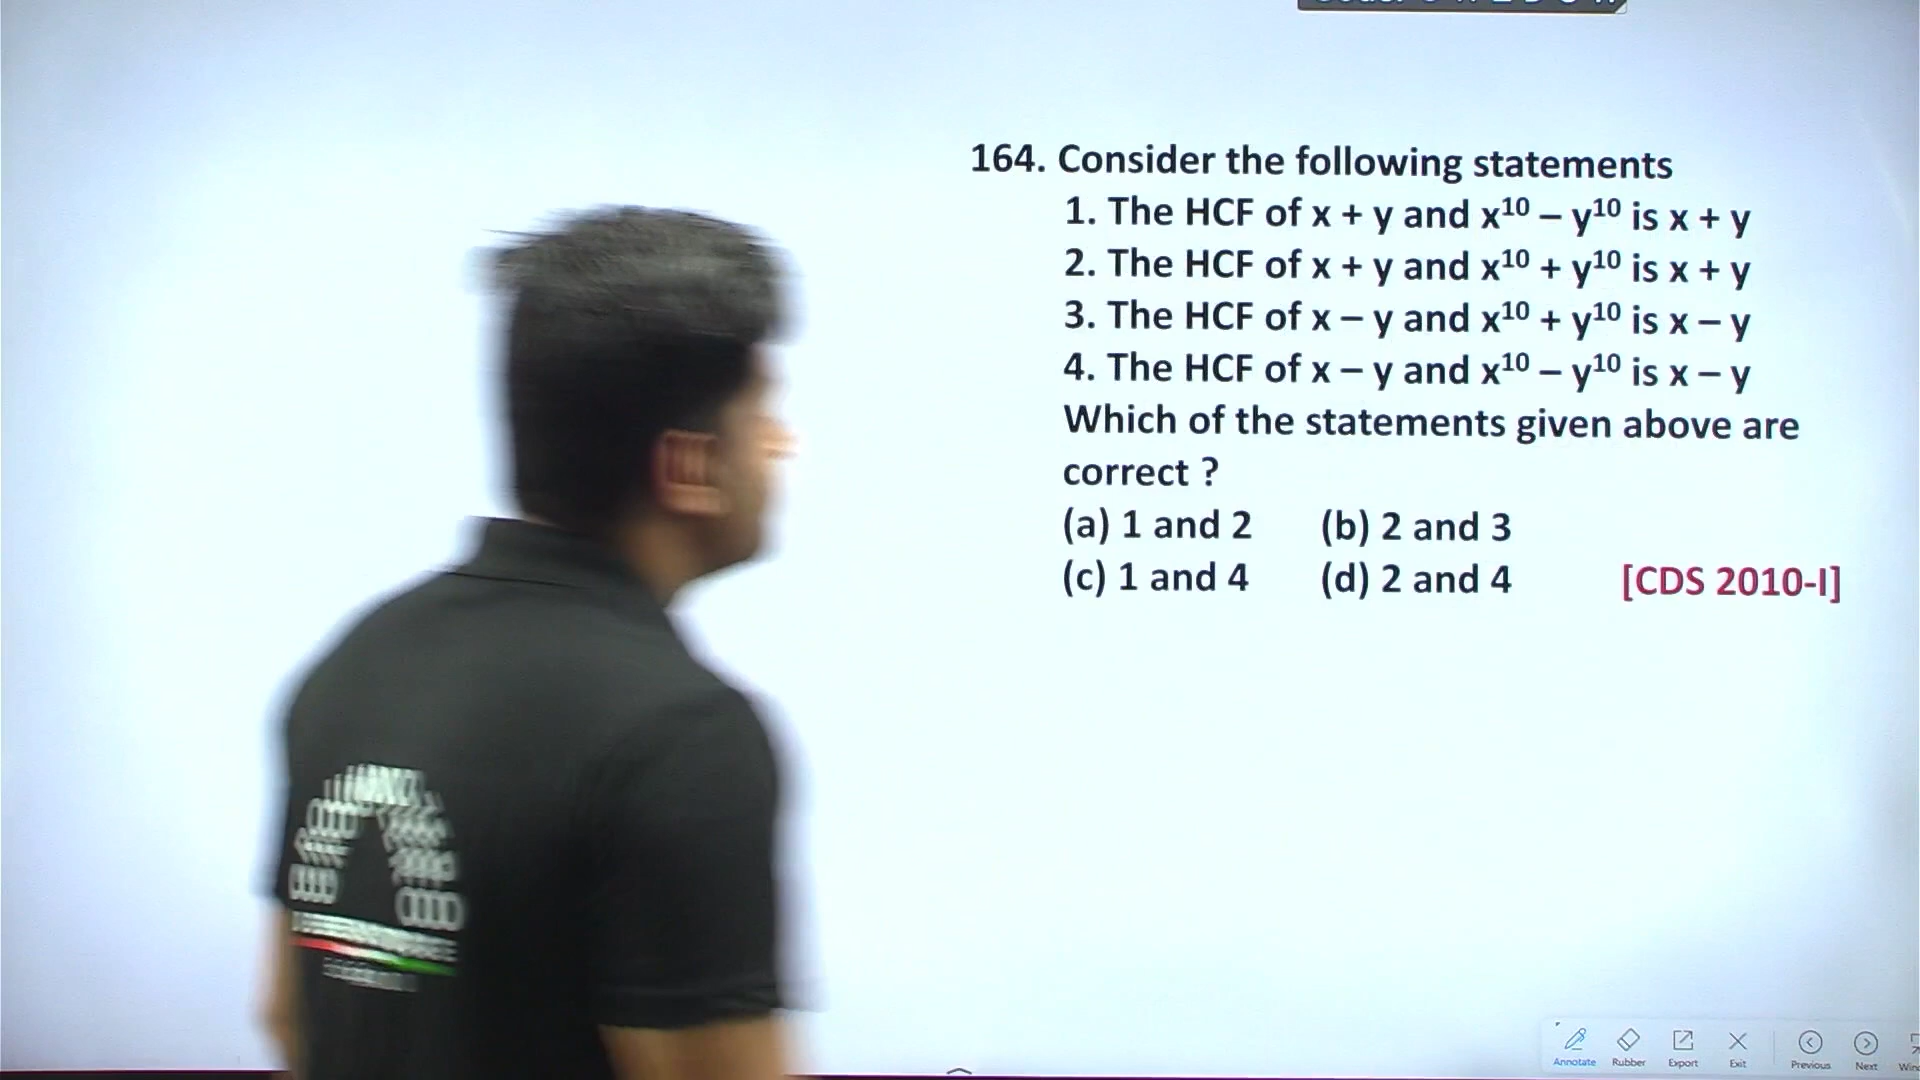 164. Consider the following statements
1. The HCF of x + y and x¹⁰ – y¹⁰ is x + y
2. The HCF of x + y and x¹⁰ + y¹⁰ is x + y
3. The HCF of x – y and x¹⁰ + y¹⁰ is x – y
4. The HCF of x – y and x¹⁰ – y¹⁰ is x – y
Which of the statements given above are
correct ?
(a) 1 and 2 (b) 2 and 3
(c) 1 and 4 (d) 2 and 4 [CDS 2010-I]
Annotate Rubber Export Exit Previous Next